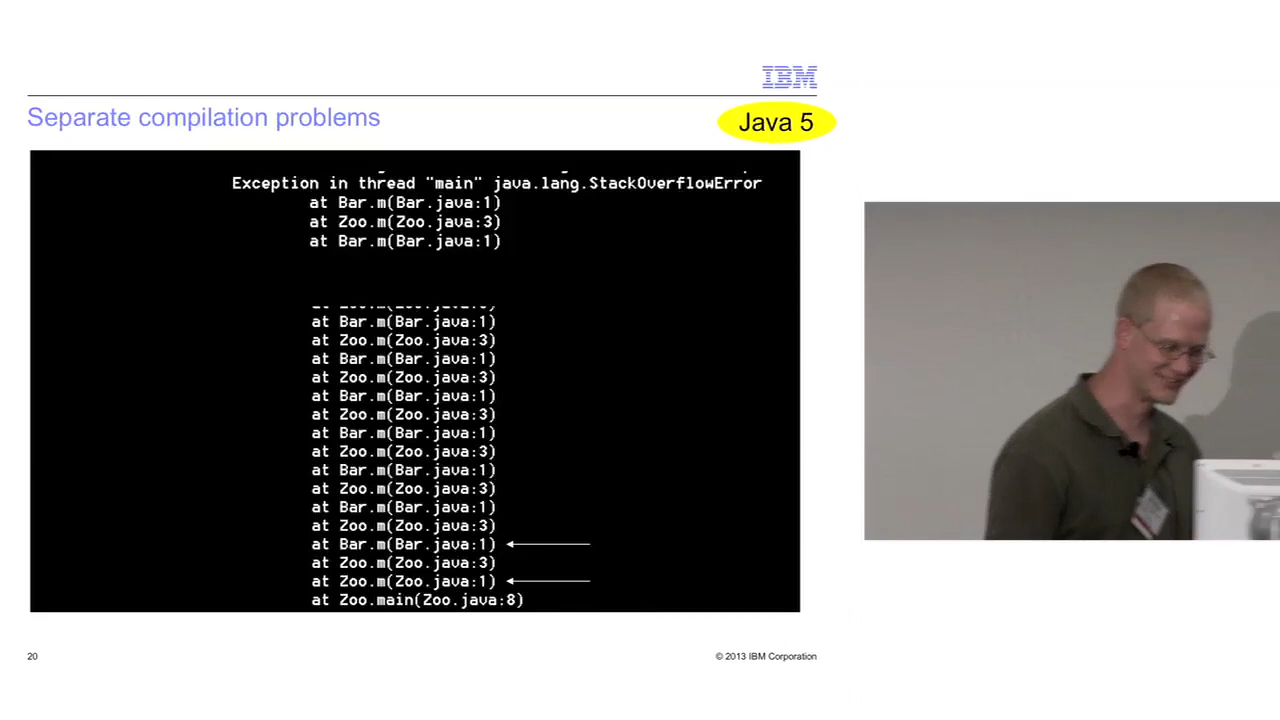 IBM
Separate compilation problems
Java 5
Exception in thread "main" java.lang.StackOverflowError
at Bar.m(Bar.java:1)
at Zoo.m(Zoo.java:3)
at Bar.m(Bar.java:1)
at Bar.m(Bar.java:1)
at Zoo.m(Zoo.java:3)
at Bar.m(Bar.java:1)
at Zoo.m(Zoo.java:3)
at Bar.m(Bar.java:1)
at Zoo.m(Zoo.java:3)
at Bar.m(Bar.java:1)
at Zoo.m(Zoo.java:3)
at Bar.m(Bar.java:1)
at Zoo.m(Zoo.java:3)
at Bar.m(Bar.java:1)
at Zoo.m(Zoo.java:3)
at Bar.m(Bar.java:1)
at Zoo.m(Zoo.java:3)
at Zoo.m(Zoo.java:1)
at Zoo.main(Zoo.java:8)
20
© 2013 IBM Corporation